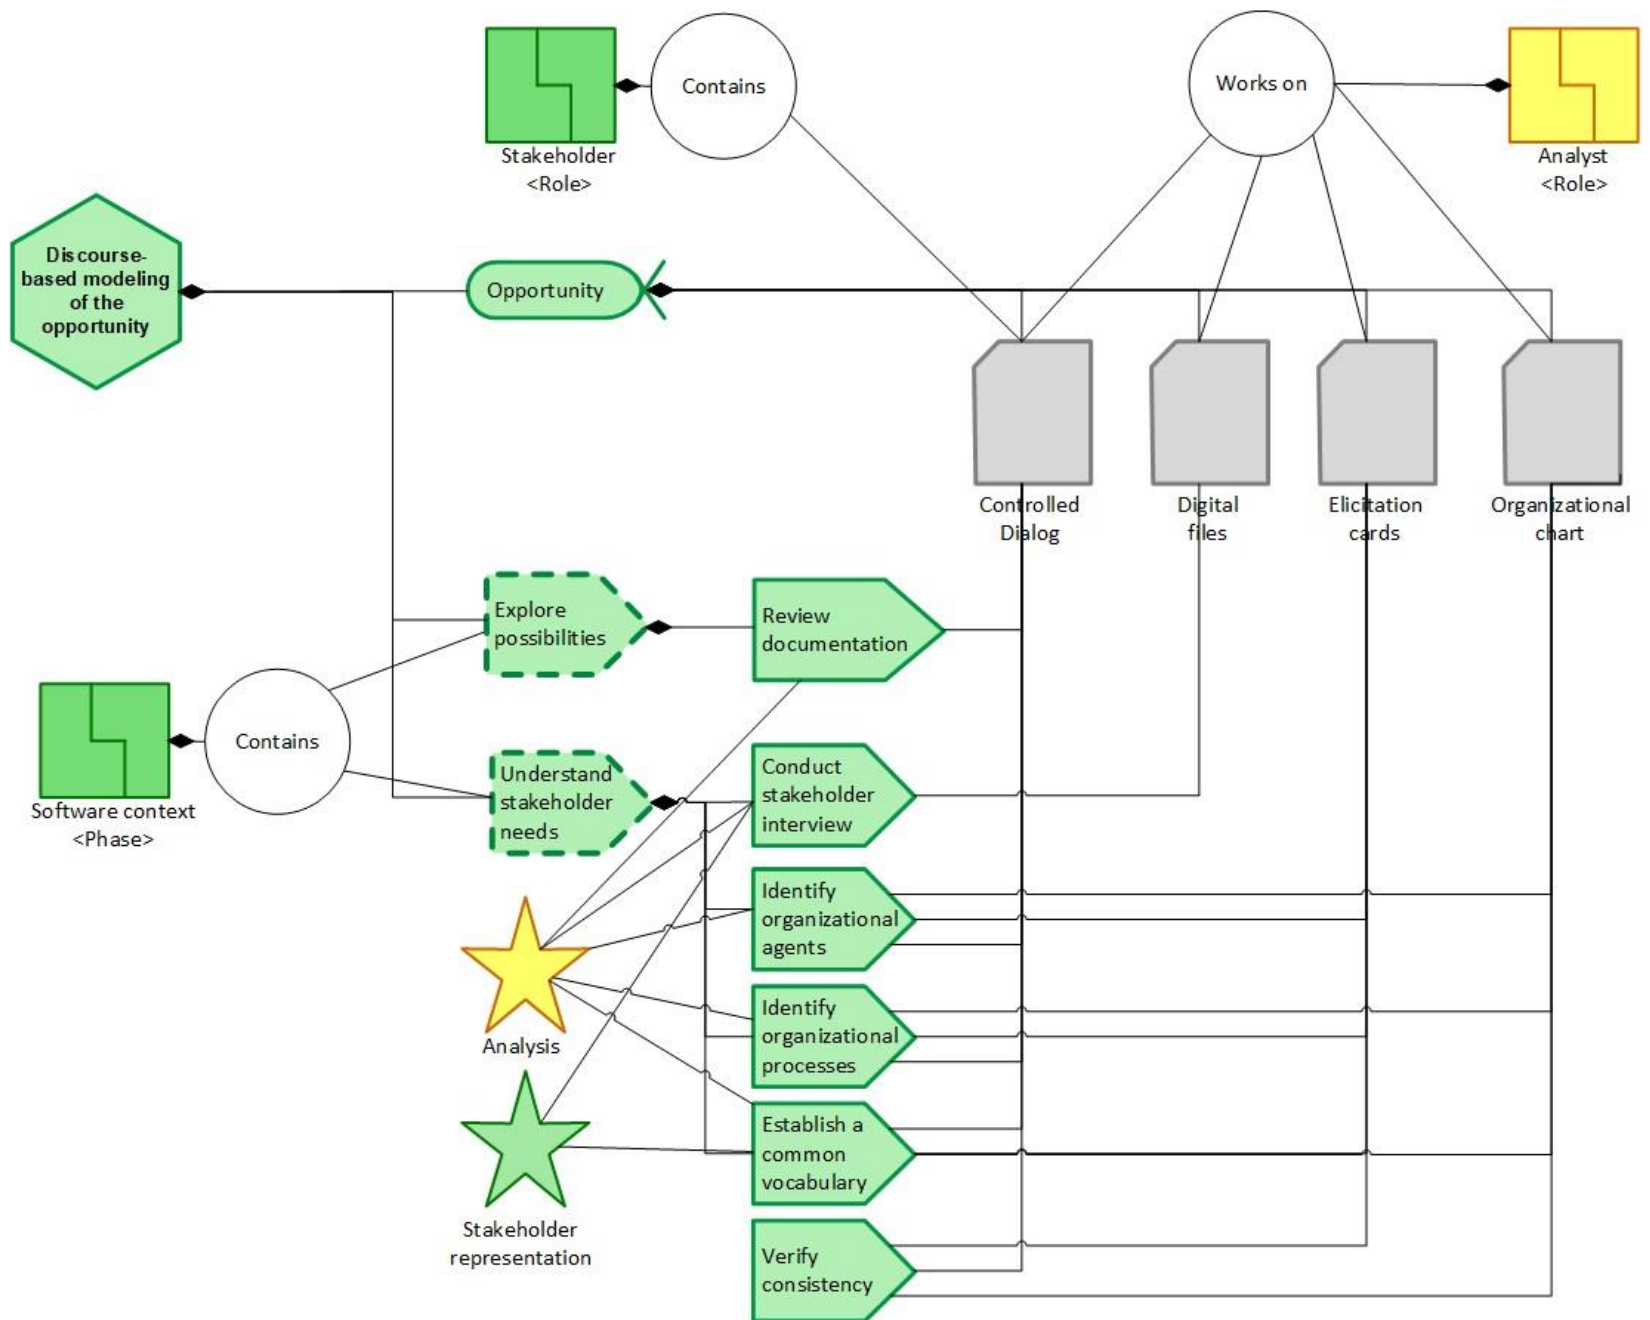 Contains
Works on
Stakeholder
<Role>
Analyst
<Role>
Discourse-
based modeling
of the
opportunity
Opportunity
Controlled
Dialog
Digital
files
Elicitation
cards
Organizational
chart
Explore
possibilities
Review
documentation
Contains
Software context
<Phase>
Understand
stakeholder
needs
Conduct
stakeholder
interview
Identify
organizational
agents
Analysis
Identify
organizational
processes
Establish a
common
vocabulary
Stakeholder
representation
Verify
consistency